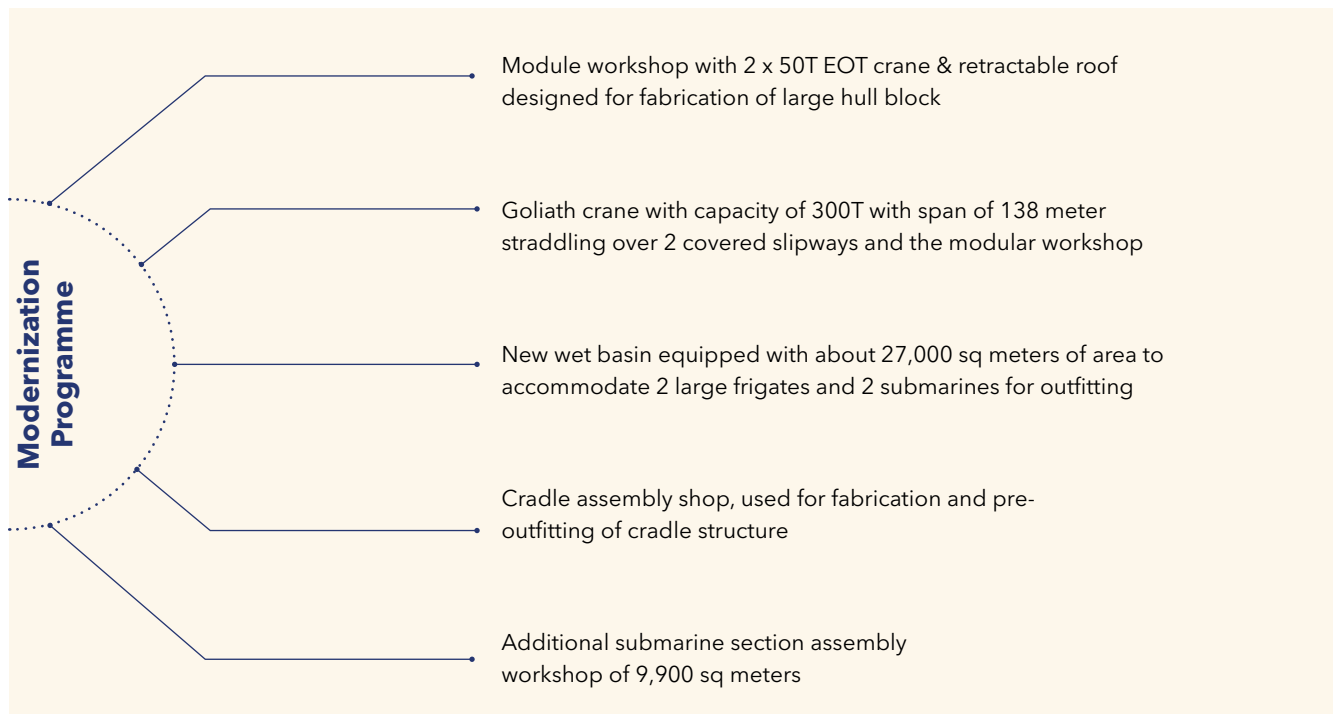 Modernization
Programme
Module workshop with 2 x 50T EOT crane & retractable roof
designed for fabrication of large hull block
Goliath crane with capacity of 300T with span of 138 meter
straddling over 2 covered slipways and the modular workshop
New wet basin equipped with about 27,000 sq meters of area to
accommodate 2 large frigates and 2 submarines for outfitting
Cradle assembly shop, used for fabrication and pre-
outfitting of cradle structure
Additional submarine section assembly
workshop of 9,900 sq meters